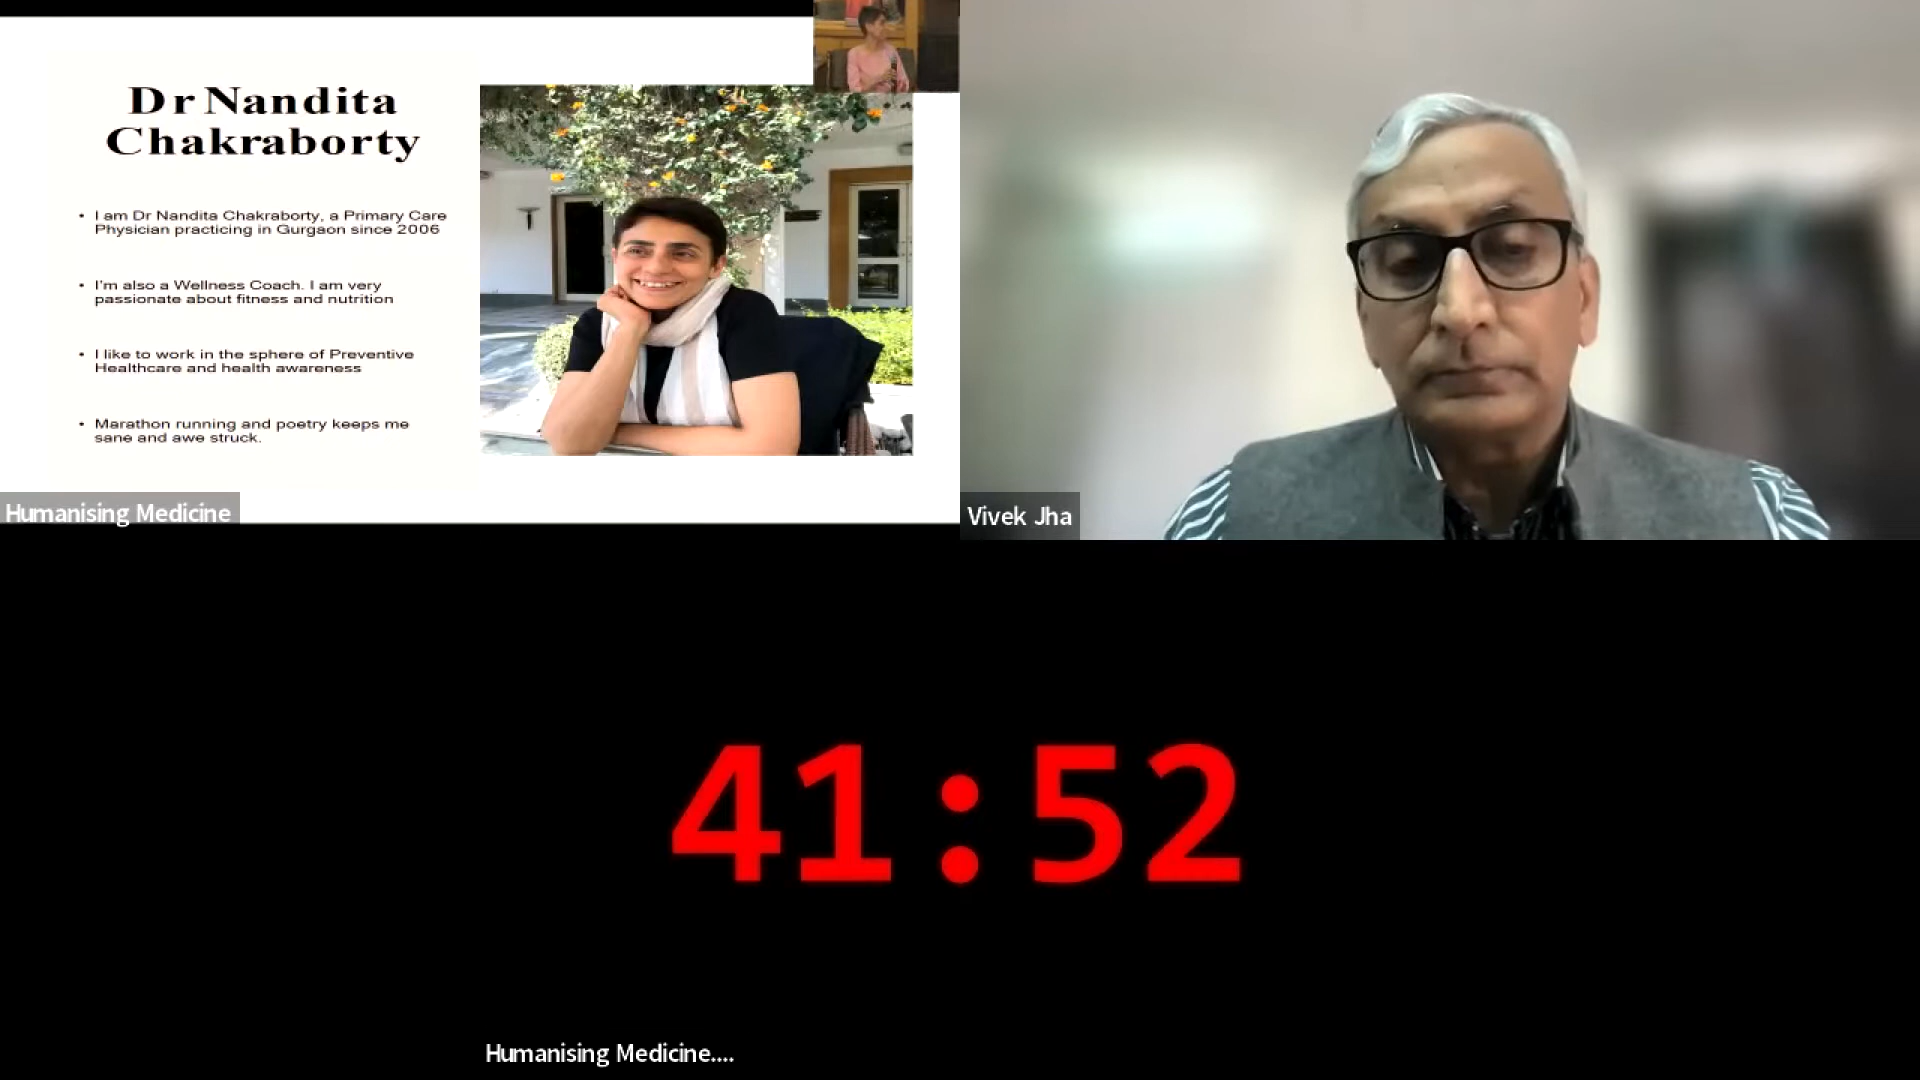 Dr Nandita
Chakraborty
• I am Dr Nandita Chakraborty, a Primary Care
Physician practicing in Gurgaon since 2006
• I'm also a Wellness Coach. I am very
passionate about fitness and nutrition
• I like to work in the sphere of Preventive
Healthcare and health awareness
• Marathon running and poetry keeps me
sane and awe struck.
Humanising Medicine
Vivek Jha
41:52
Humanising Medicine....